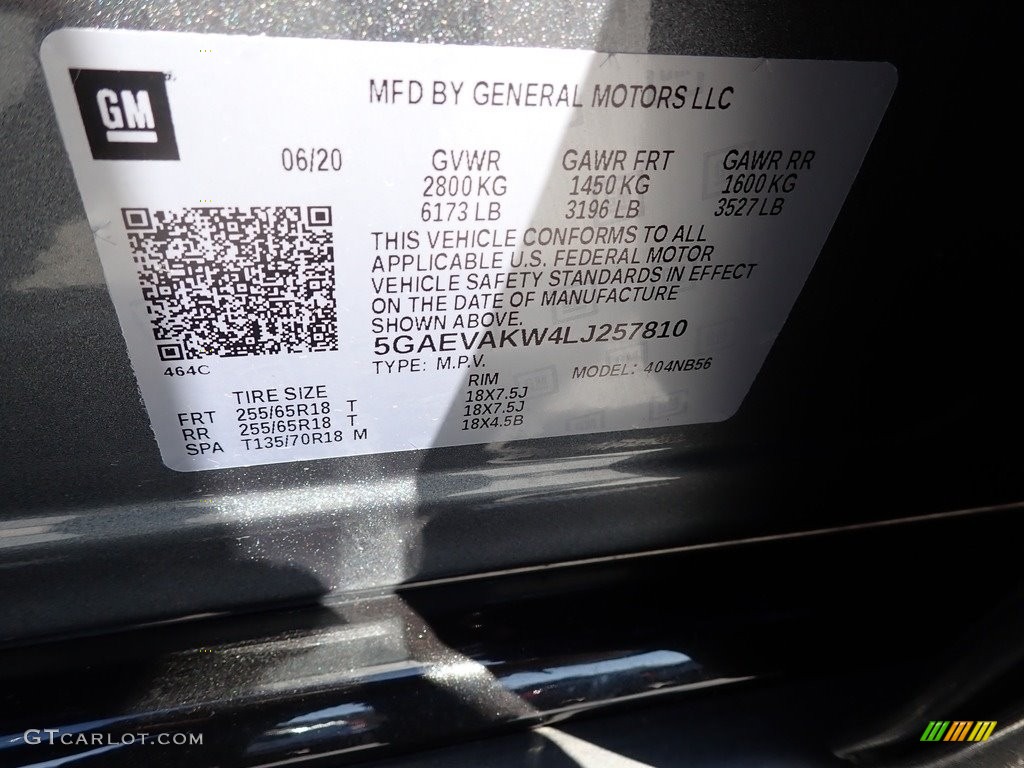 GM
MFD BY GENERAL MOTORS LLC
06/20 GVWR GAWR FRT GAWR RR
2800 KG 1450 KG 1600 KG
6173 LB 3196 LB 3527 LB
THIS VEHICLE CONFORMS TO ALL
APPLICABLE U.S. FEDERAL MOTOR
VEHICLE SAFETY STANDARDS IN EFFECT
ON THE DATE OF MANUFACTURE
SHOWN ABOVE.
5GAEVAKW4LJ257810
464C
TYPE: M.P.V. MODEL: 404NB56
TIRE SIZE RIM
FRT 255/65R18 T 18X7.5J
RR 255/65R18 T 18X7.5J
SPA T135/70R18 M 18X4.5B
GTCARLOT.COM